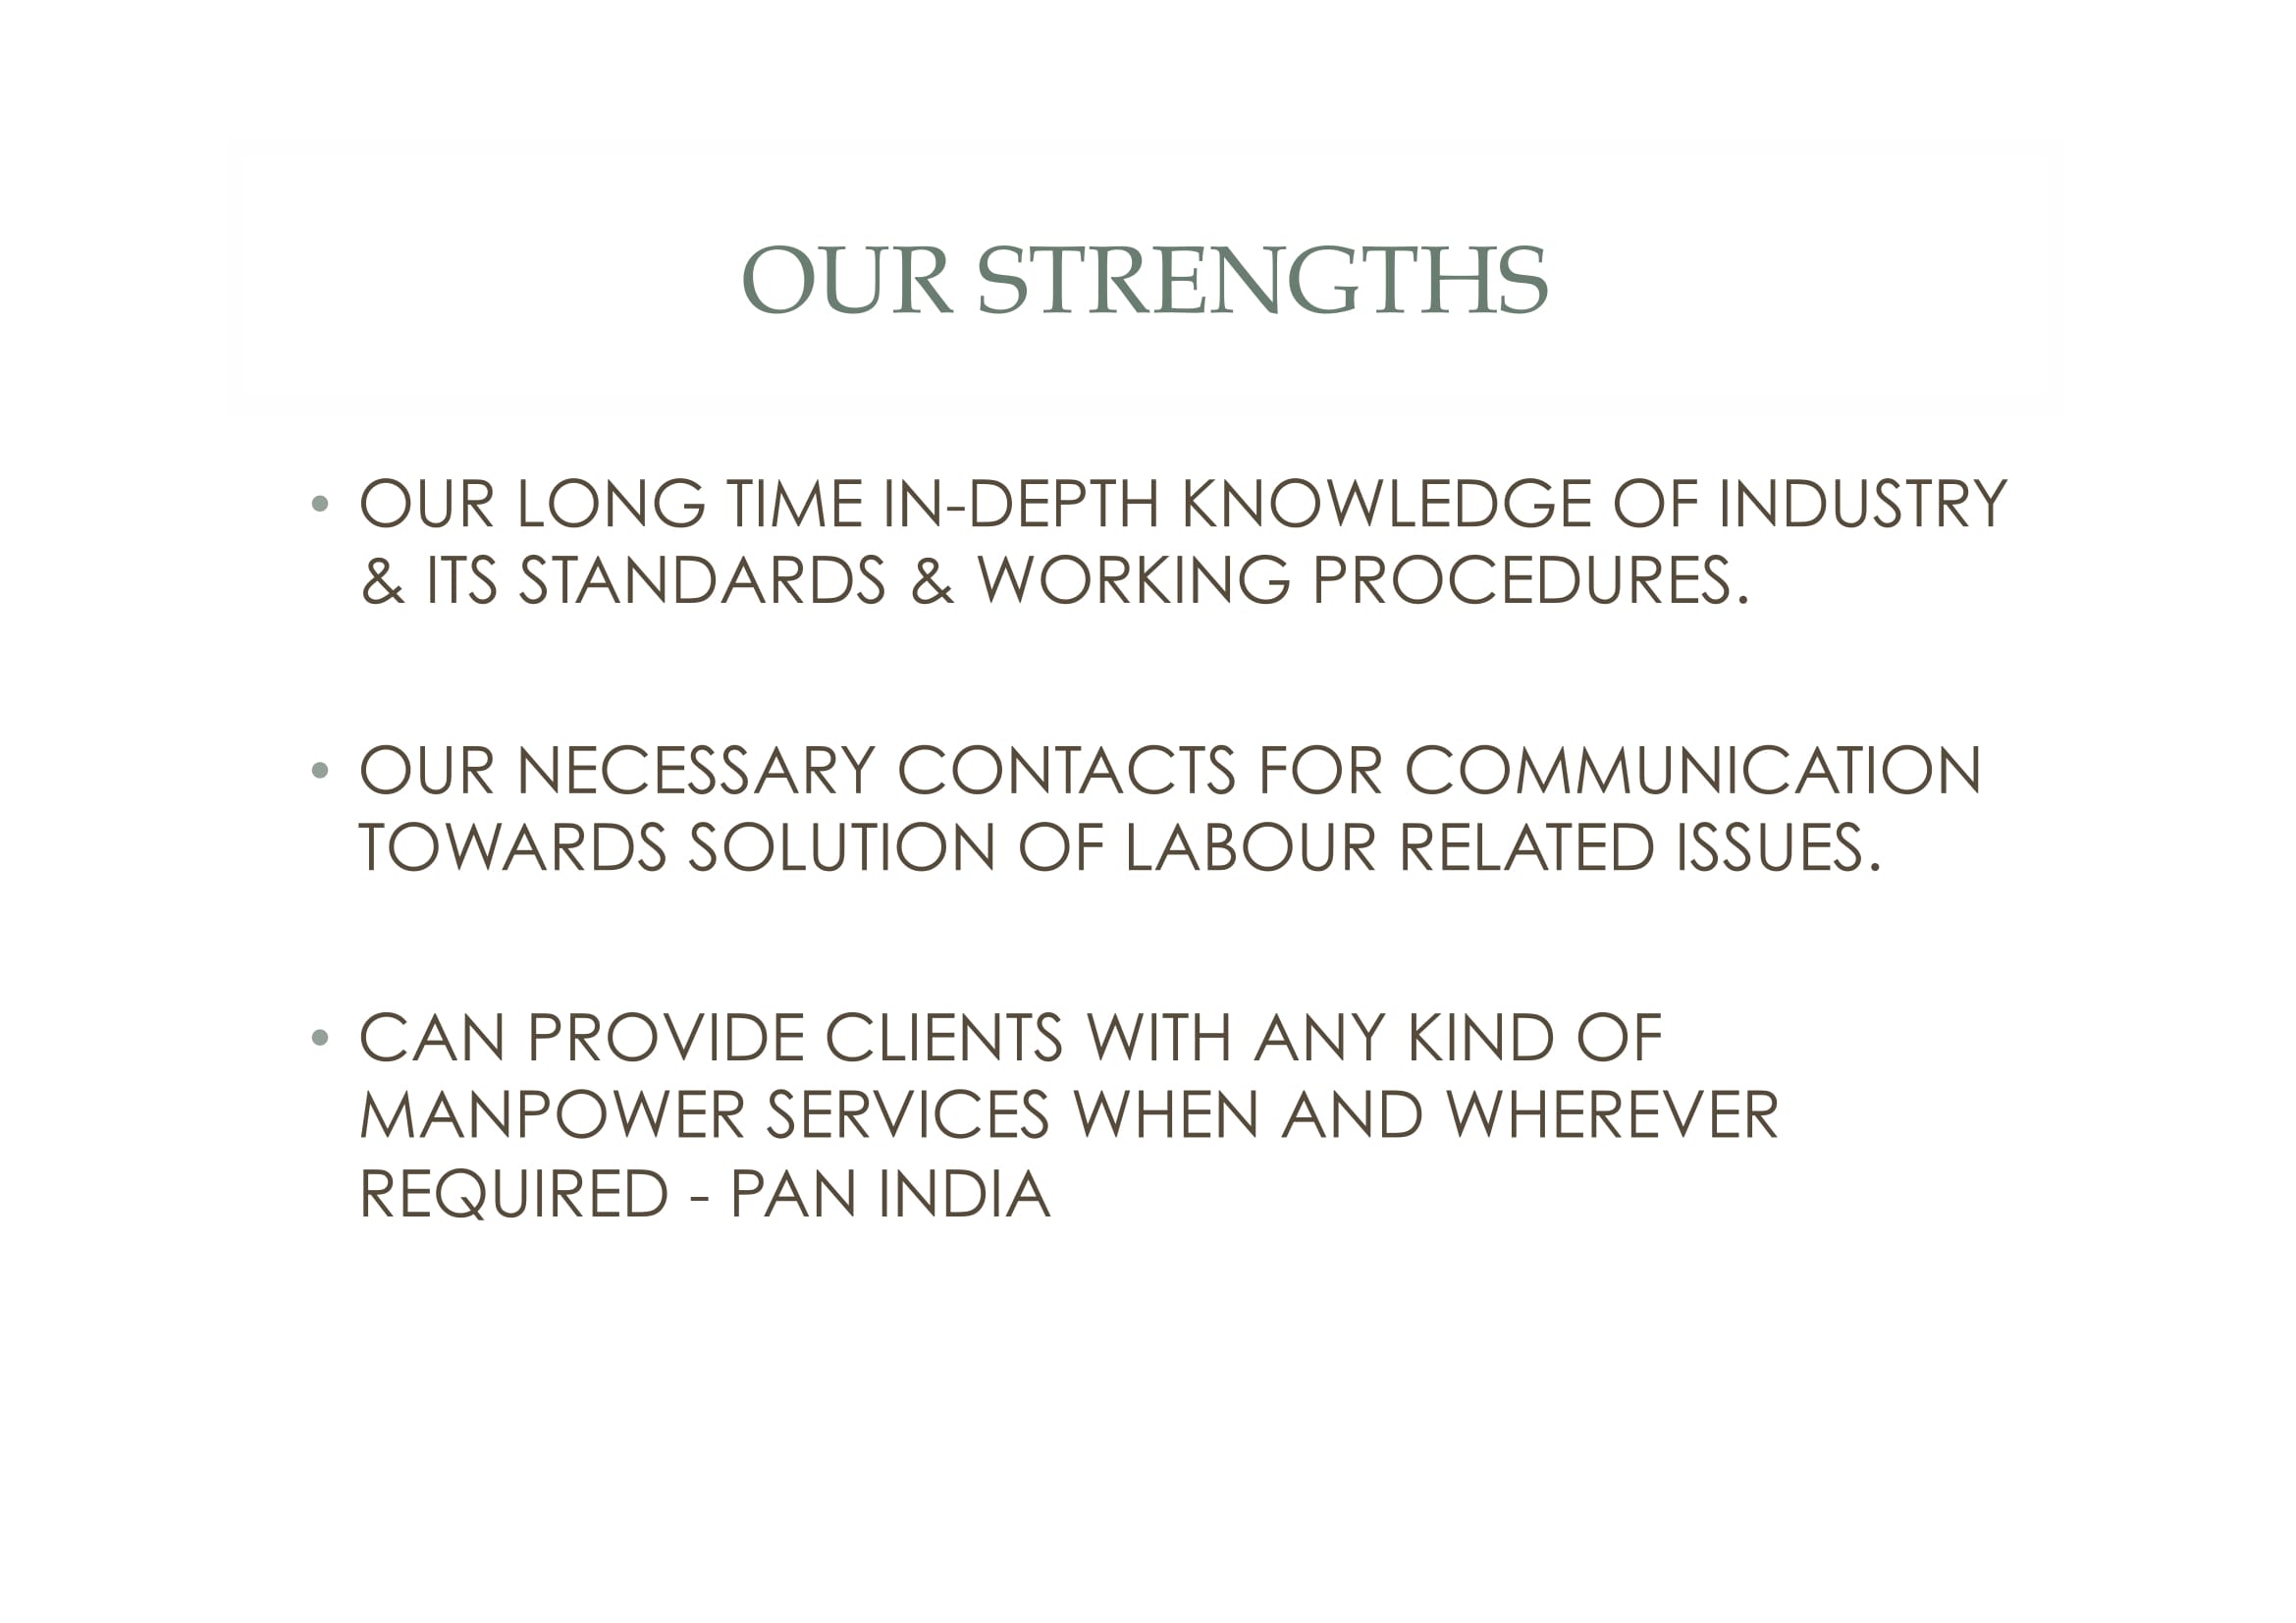 OUR STRENGTHS
• OUR LONG TIME IN-DEPTH KNOWLEDGE OF INDUSTRY
& ITS STANDARDS & WORKING PROCEDURES.
• OUR NECESSARY CONTACTS FOR COMMUNICATION
TOWARDS SOLUTION OF LABOUR RELATED ISSUES.
• CAN PROVIDE CLIENTS WITH ANY KIND OF
MANPOWER SERVICES WHEN AND WHEREVER
REQUIRED - PAN INDIA